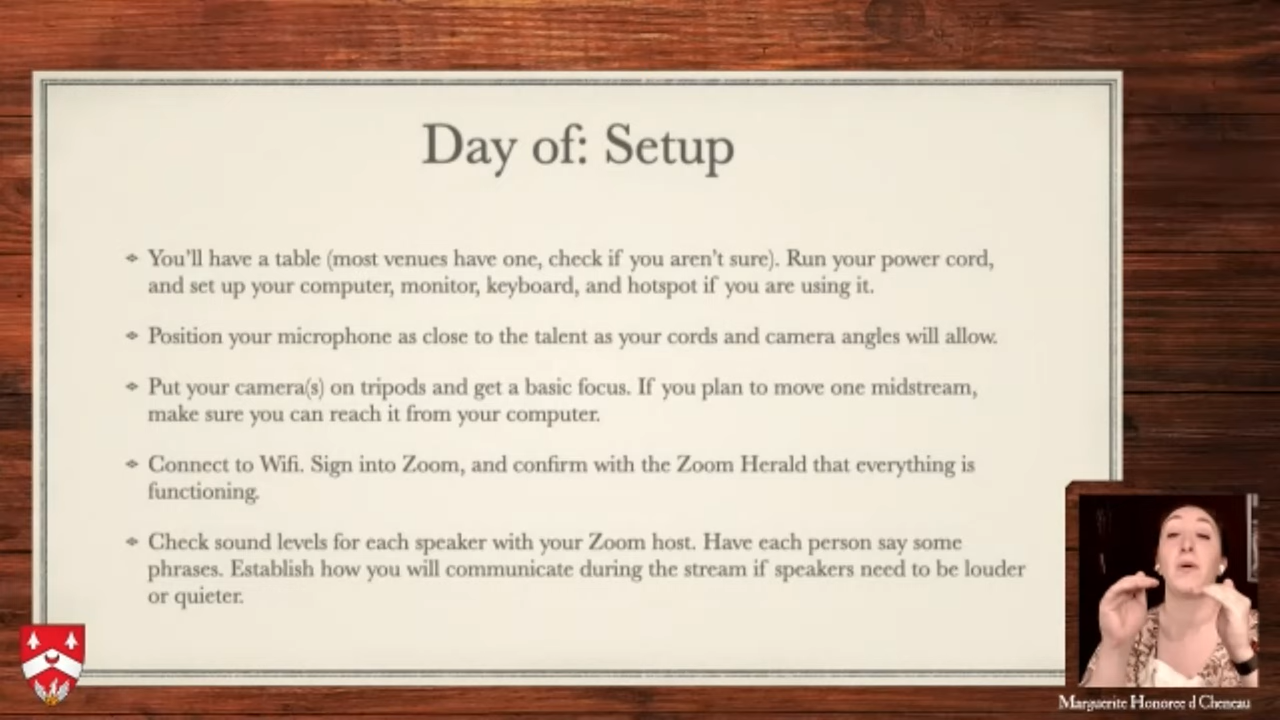 Day of: Setup
You'll have a table (most venues have one, check if you aren't sure). Run your power cord,
and set up your computer, monitor, keyboard, and hotspot if you are using it.
Position your microphone as close to the talent as your cords and camera angles will allow.
Put your camera(s) on tripods and get a basic focus. If you plan to move one midstream,
make sure you can reach it from your computer.
Connect to Wifi. Sign into Zoom, and confirm with the Zoom Herald that everything is
functioning.
Check sound levels for each speaker with your Zoom host. Have each person say some
phrases. Establish how you will communicate during the stream if speakers need to be louder
or quieter.
Marguerite Honoree d Cheneau